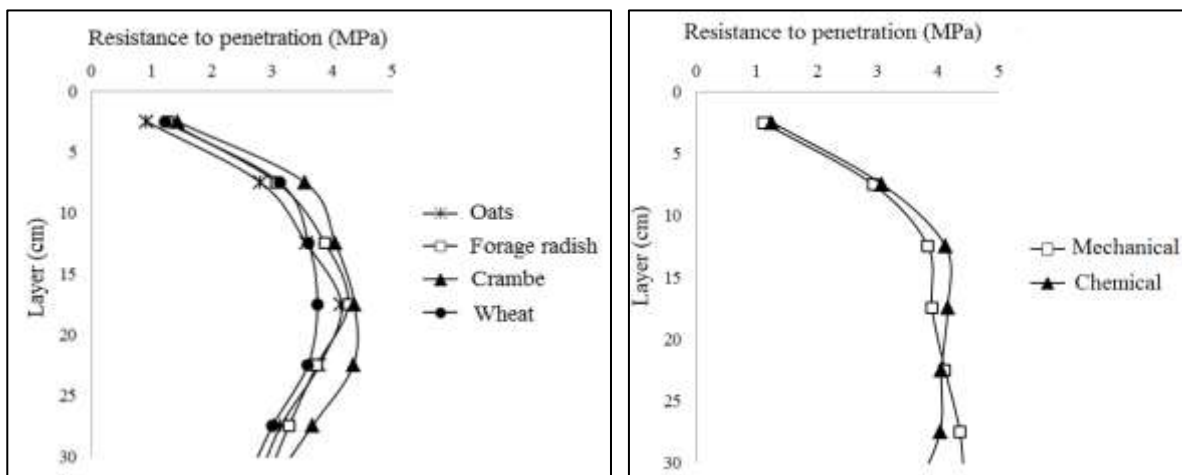 Resistance to penetration (MPa)
0 1 2 3 4 5
0
5
10
15
20
25
30
Layer (cm)
Oats
Forage radish
Crambe
Wheat
Resistance to penetration (MPa)
0 1 2 3 4 5
0
5
10
15
20
25
30
Layer (cm)
Mechanical
Chemical